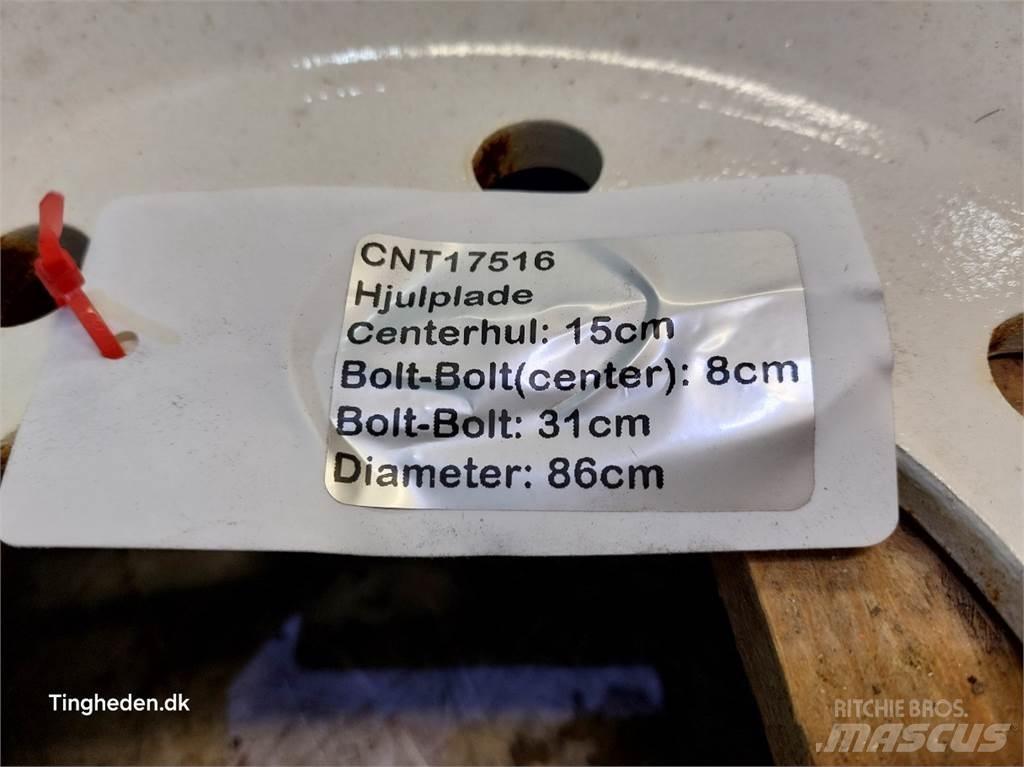 CNT17516
Hjulplade
Centerhul: 15cm
Bolt-Bolt(center): 8cm
Bolt-Bolt: 31cm
Diameter: 86cm
Tingheden.dk
RITCHIE BROS.
MASCUS